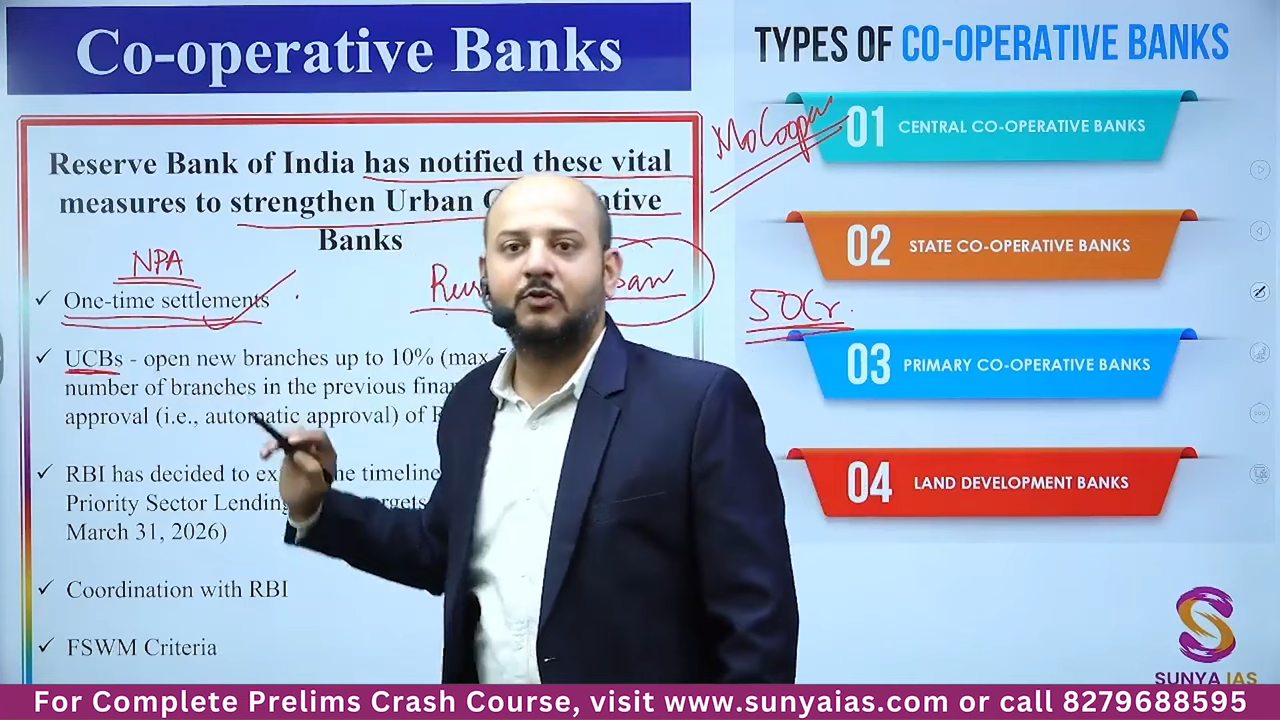 Co-operative Banks
Reserve Bank of India has notified these vital
measures to strengthen Urban
Banks
NPA
✓ One-time settlements
✓ UCBs - open new branches up to 10% (max
number of branches in the previous
approval (i.e., automatic approval) of
✓ RBI has decided to the timeline
Priority Sector Lending
March 31, 2026)
✓ Coordination with RBI
✓ FSWM Criteria
50Cr.
TYPES OF CO-OPERATIVE BANKS
01 CENTRAL CO-OPERATIVE BANKS
02 STATE CO-OPERATIVE BANKS
03 PRIMARY CO-OPERATIVE BANKS
04 LAND DEVELOPMENT BANKS
SUNYA IAS
For Complete Prelims Crash Course, visit www.sunyaias.com or call 8279688595